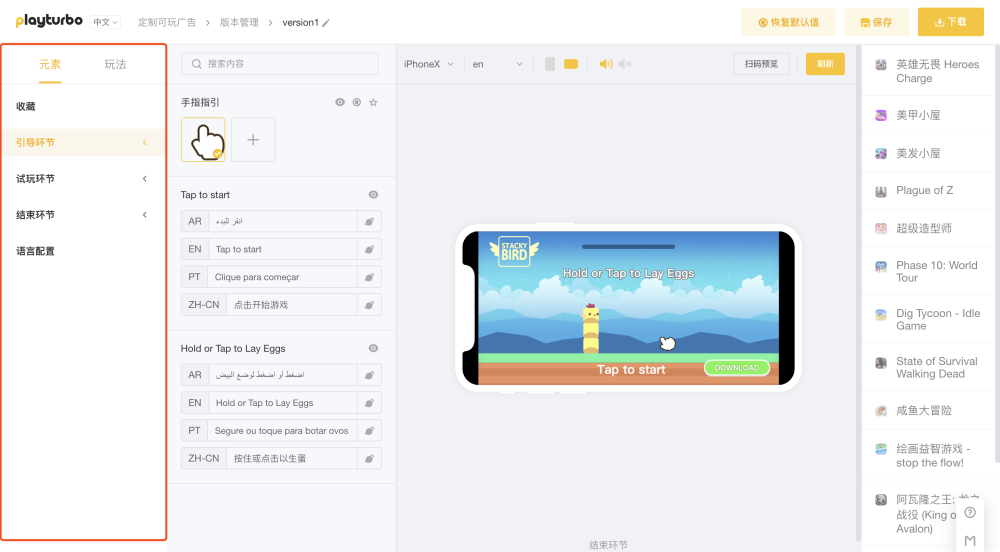 playturbo
中文
定制可玩广告
版本管理
version1
恢复默认值
保存
下载
元素
玩法
收藏
引导环节
试玩环节
结束环节
语言配置
搜索内容
手指指引
Tap to start
AR
انقر للبدء
EN
Tap to start
PT
Clique para começar
ZH-CN
点击开始游戏
Hold or Tap to Lay Eggs
AR
اضغط أو اضغط لوضع البيض
EN
Hold or Tap to Lay Eggs
PT
Segure ou toque para botar ovos
ZH-CN
按住或点击以生蛋
iPhoneX
en
扫码预览
刷新
STACKY
BIRD
Hold or Tap to Lay Eggs
Tap to start
DOWNLOAD
结束环节
英雄无畏 Heroes
Charge
美甲小屋
美发小屋
Plague of Z
超级造型师
Phase 10: World
Tour
Dig Tycoon - Idle
Game
State of Survival
Walking Dead
咸鱼大冒险
绘画益智游戏 -
stop the flow!
阿瓦隆之王: 龙之
战役 (King o
Avalon)